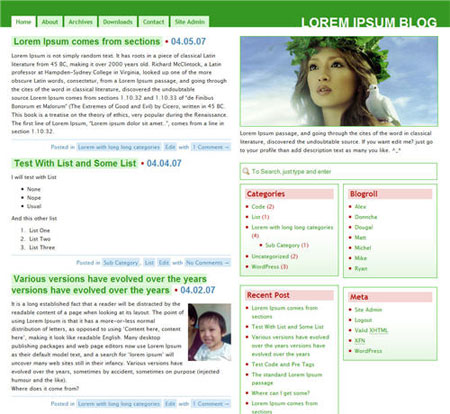 Home About Archives Downloads Contact Site Admin
LOREM IPSUM BLOG
Lorem Ipsum comes from sections • 04.05.07
Contrary to popular belief, Lorem Ipsum
is not simply random text. It has roots in a piece of classical Latin
literature from 45 BC, making it over 2000 years old. Richard McClintock, a Latin
professor at Hampden-Sydney College in Virginia, looked up one of the more
obscure Latin words, consectetur, from a Lorem Ipsum passage, and going through
the cites of the word in classical literature, discovered the undoubtable
source Lorem Ipsum comes from sections 1.10.32 and 1.10.33 of "de Finibus
Bonorum et Malorum" (The Extremes of Good and Evil) by Cicero, written in 45 BC.
This book is a treatise on the theory of ethics, very popular during the Renaissance.
The first line of Lorem Ipsum, "Lorem ipsum dolor sit amet..", comes from a line in
section 1.10.32.
Posted in Lorem with long long categories Edit with 1 Comment →
Test With List and Some List • 04.04.07
I will test with List
• None
• Nope
• Usual
And this other list
1. List One
2. List Two
3. List Three
Posted in Sub Category, List Edit with No Comments →
Various versions have evolved over the years
versions have evolved over the years • 04.02.07
It is a long established fact that a reader will be distracted by the
readable content of a page when looking at its layout. The point of
using Lorem Ipsum is that it has a more-or-less normal
distribution of letters, as opposed to using 'Content here, content
here', making it look like readable English. Many desktop
publishing packages and web page editors now use Lorem Ipsum
as their default model text, and a search for 'lorem ipsum' will
uncover many web sites still in their infancy. Various versions have
evolved over the years, sometimes by accident, sometimes on purpose (injected
humour and the like).
Where does it come from?
Posted in Lorem with long long categories Edit with 1 Comment →
Lorem Ipsum passage, and going through the cites of the word in classical
literature, discovered the undoubtable source. If you want edit me? just go
to your profile than add description text as many you like. ^_^
To Search, just type and enter
Categories
• Code (2)
• List (1)
• Lorem with long long categories
(4)
• Sub Category (1)
• Uncategorized (2)
• WordPress (3)
Blogroll
• Alex
• Donncha
• Dougal
• Matt
• Michel
• Mike
• Ryan
Recent Post
• Lorem Ipsum comes from
sections
• Test With List and Some List
• Various versions have evolved
over the years versions have
evolved over the years
• Test Code and Pre Tags
• The standard Lorem Ipsum
passage
• Where can I get some?
• Lorem Ipsum comes from
sections
Meta
• Site Admin
• Logout
• Valid XHTML
• XFN
• WordPress